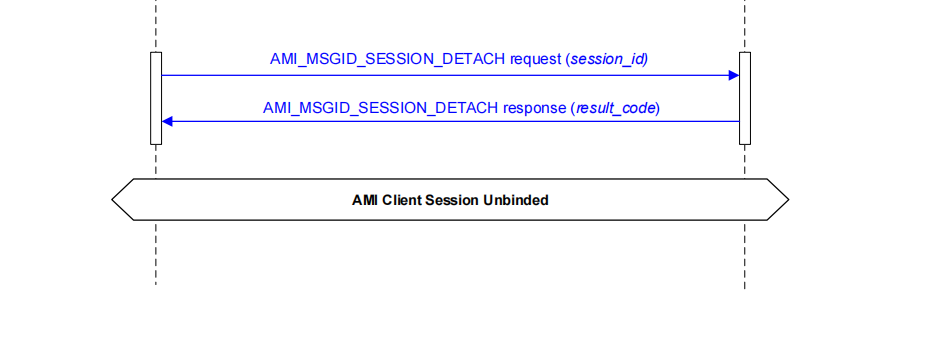 AMI_MSGID_SESSION_DETACH request (session_id)
AMI_MSGID_SESSION_DETACH response (result_code)
AMI Client Session Unbinded